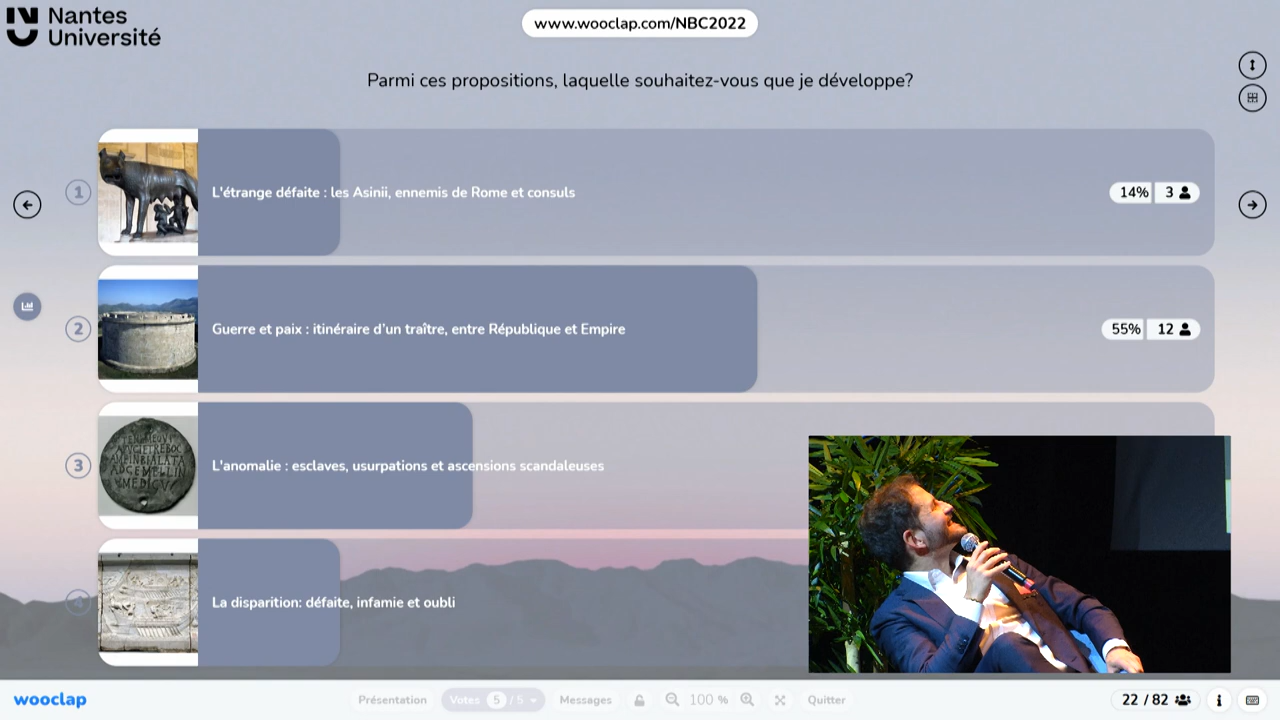 Nantes
Université
www.wooclap.com/NBC2022
Parmi ces propositions, laquelle souhaitez-vous que je développe?
1
L'étrange défaite : les Asinii, ennemis de Rome et consuls
14% 3
2
Guerre et paix : itinéraire d'un traître, entre République et Empire
55% 12
3
L'anomalie : esclaves, usurpations et ascensions scandaleuses
4
La disparition: défaite, infamie et oubli
wooclap
Présentation
Votes 5 / 5
Messages
100 %
Quitter
22 / 82